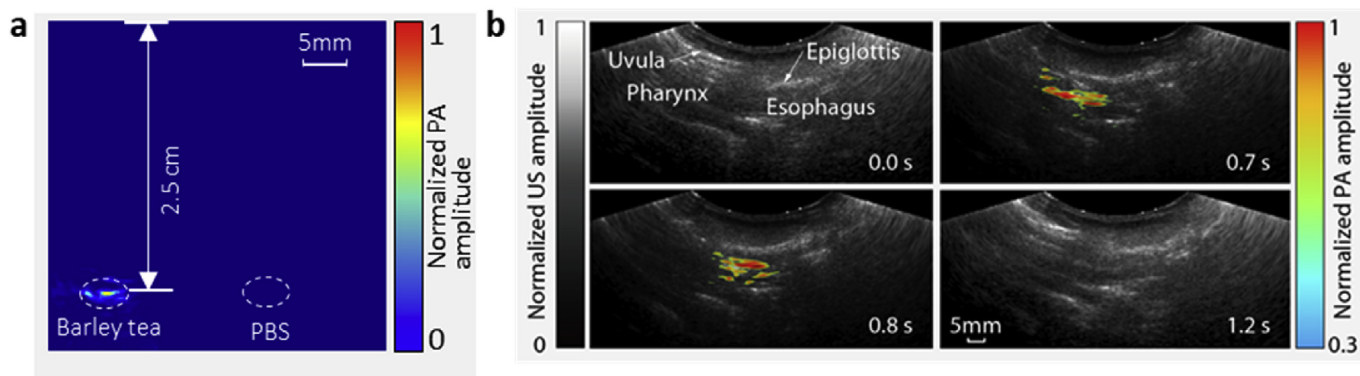 a
5mm
2.5 cm
Barley tea
PBS
1
Normalized PA
amplitude
0
b
1
Normalized US amplitude
0
Uvula
Epiglottis
Pharynx
Esophagus
0.0 s
0.7 s
0.8 s
5mm
1.2 s
1
Normalized PA amplitude
0.3